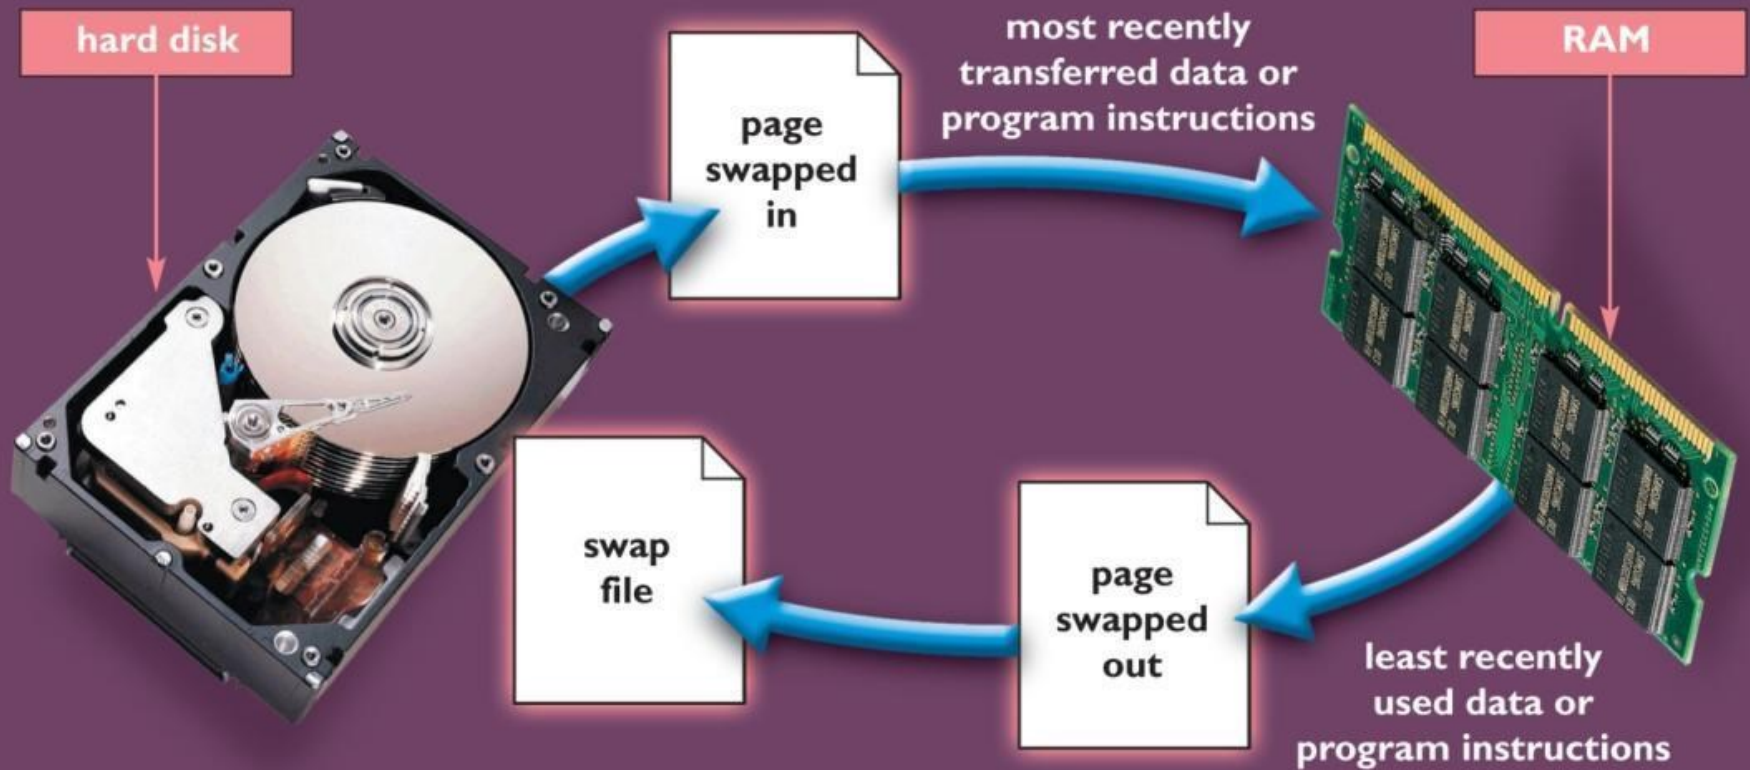 hard disk
page
swapped
in
most recently
transferred data or
program instructions
RAM
swap
file
page
swapped
out
least recently
used data or
program instructions